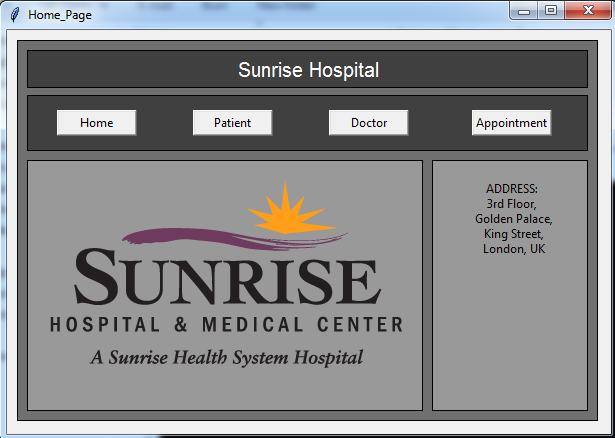 Home_Page
Sunrise Hospital
Home
Patient
Doctor
Appointment
SUNRISE
HOSPITAL & MEDICAL CENTER
A Sunrise Health System Hospital
ADDRESS:
3rd Floor,
Golden Palace,
King Street,
London, UK